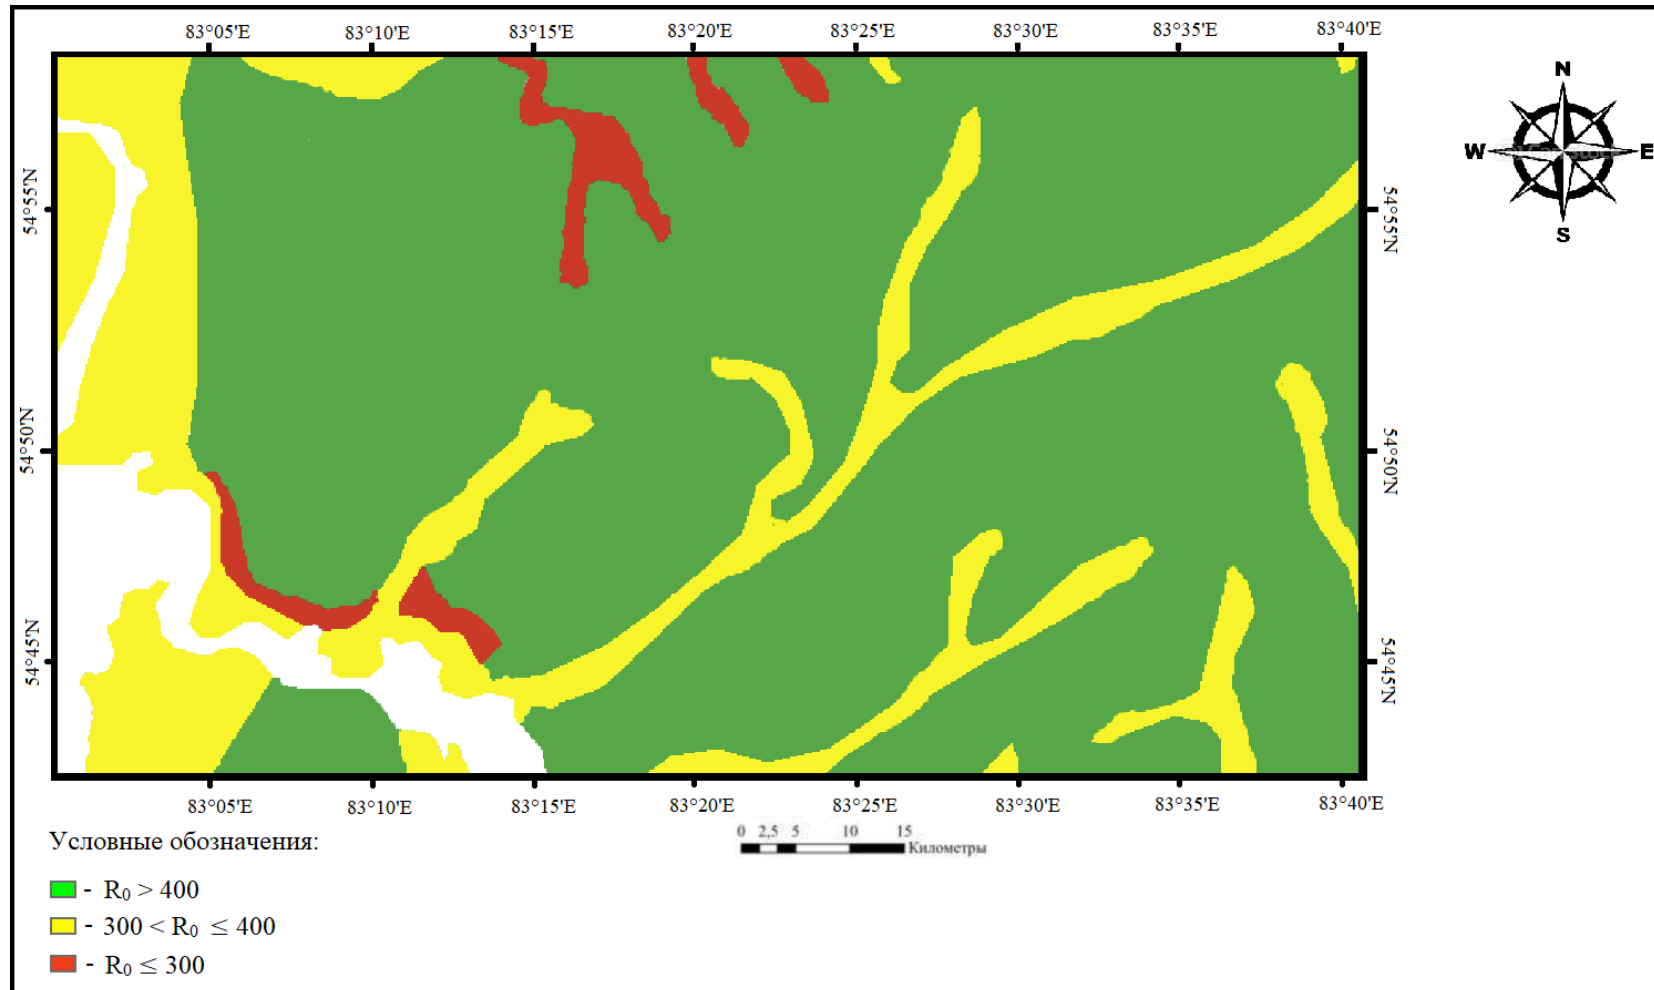 83°05'E 83°10'E 83°15'E 83°20'E 83°25'E 83°30'E 83°35'E 83°40'E
N
W E
S
54°55'N 54°55'N
54°50'N 54°50'N
54°45'N 54°45'N
83°05'E 83°10'E 83°15'E 83°20'E 83°25'E 83°30'E 83°35'E 83°40'E
0 2,5 5 10 15
Километры
Условные обозначения:
- R₀ > 400
- 300 < R₀ ≤ 400
- R₀ ≤ 300